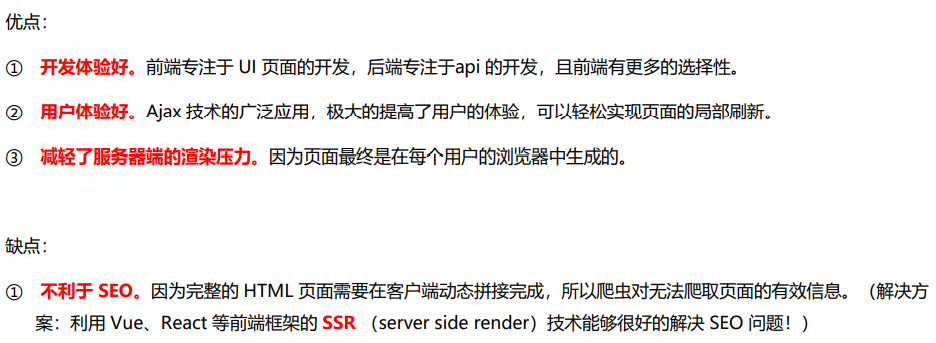 优点：
① 开发体验好。前端专注于 UI 页面的开发，后端专注于api 的开发，且前端有更多的选择性。
② 用户体验好。Ajax 技术的广泛应用，极大的提高了用户的体验，可以轻松实现页面的局部刷新。
③ 减轻了服务器端的渲染压力。因为页面最终是在每个用户的浏览器中生成的。
缺点：
① 不利于 SEO。因为完整的 HTML 页面需要在客户端动态拼接完成，所以爬虫对无法爬取页面的有效信息。（解决方
案：利用 Vue、React 等前端框架的 SSR （server side render）技术能够很好的解决 SEO 问题！）